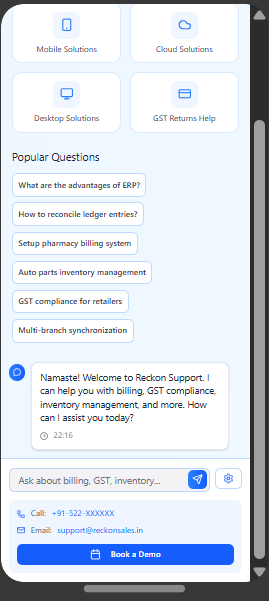 Mobile Solutions
Cloud Solutions
Desktop Solutions
GST Returns Help
Popular Questions
What are the advantages of ERP?
How to reconcile ledger entries?
Setup pharmacy billing system
Auto parts inventory management
GST compliance for retailers
Multi-branch synchronization
Namaste! Welcome to Reckon Support. I
can help you with billing, GST compliance,
inventory management, and more. How
can I assist you today?
22:16
Ask about billing, GST, inventory...
Call: +91-522-XXXXXX
Email: support@reckonsales.in
Book a Demo